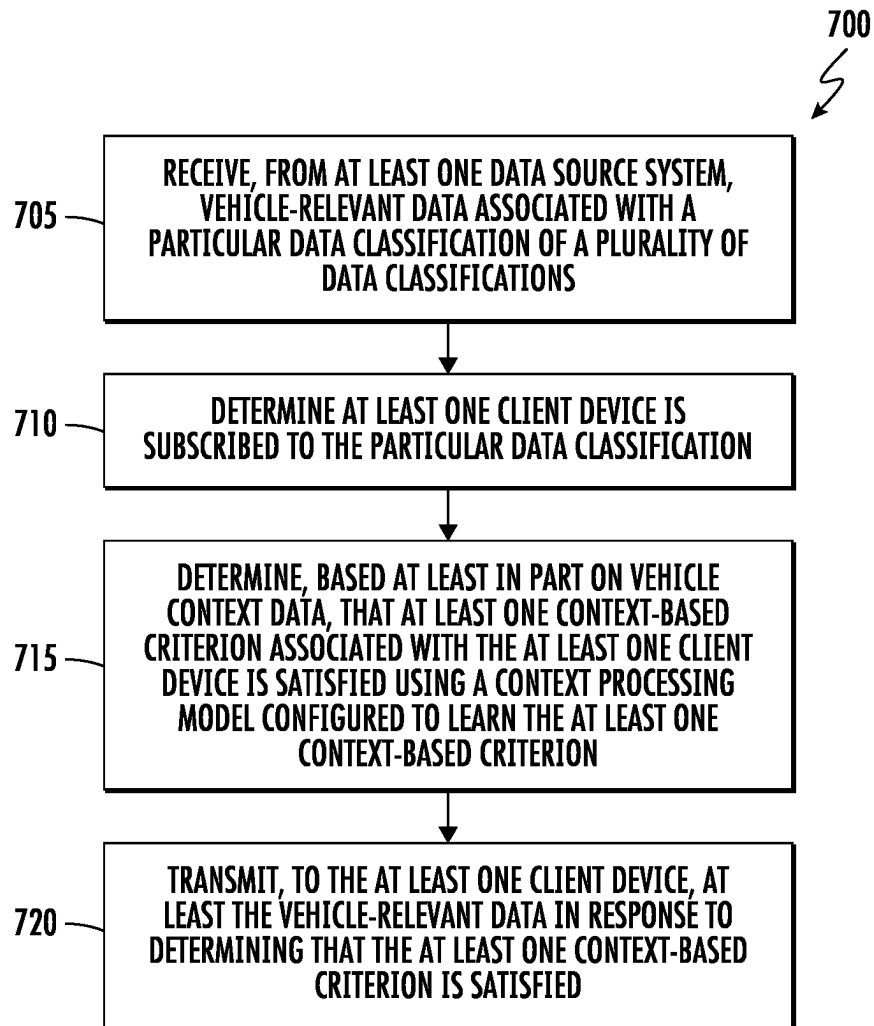 700
705
RECEIVE, FROM AT LEAST ONE DATA SOURCE SYSTEM,
VEHICLE-RELEVANT DATA ASSOCIATED WITH A
PARTICULAR DATA CLASSIFICATION OF A PLURALITY OF
DATA CLASSIFICATIONS
710
DETERMINE AT LEAST ONE CLIENT DEVICE IS
SUBSCRIBED TO THE PARTICULAR DATA CLASSIFICATION
715
DETERMINE, BASED AT LEAST IN PART ON VEHICLE
CONTEXT DATA, THAT AT LEAST ONE CONTEXT-BASED
CRITERION ASSOCIATED WITH THE AT LEAST ONE CLIENT
DEVICE IS SATISFIED USING A CONTEXT PROCESSING
MODEL CONFIGURED TO LEARN THE AT LEAST ONE
CONTEXT-BASED CRITERION
720
TRANSMIT, TO THE AT LEAST ONE CLIENT DEVICE, AT
LEAST THE VEHICLE-RELEVANT DATA IN RESPONSE TO
DETERMINING THAT THE AT LEAST ONE CONTEXT-BASED
CRITERION IS SATISFIED